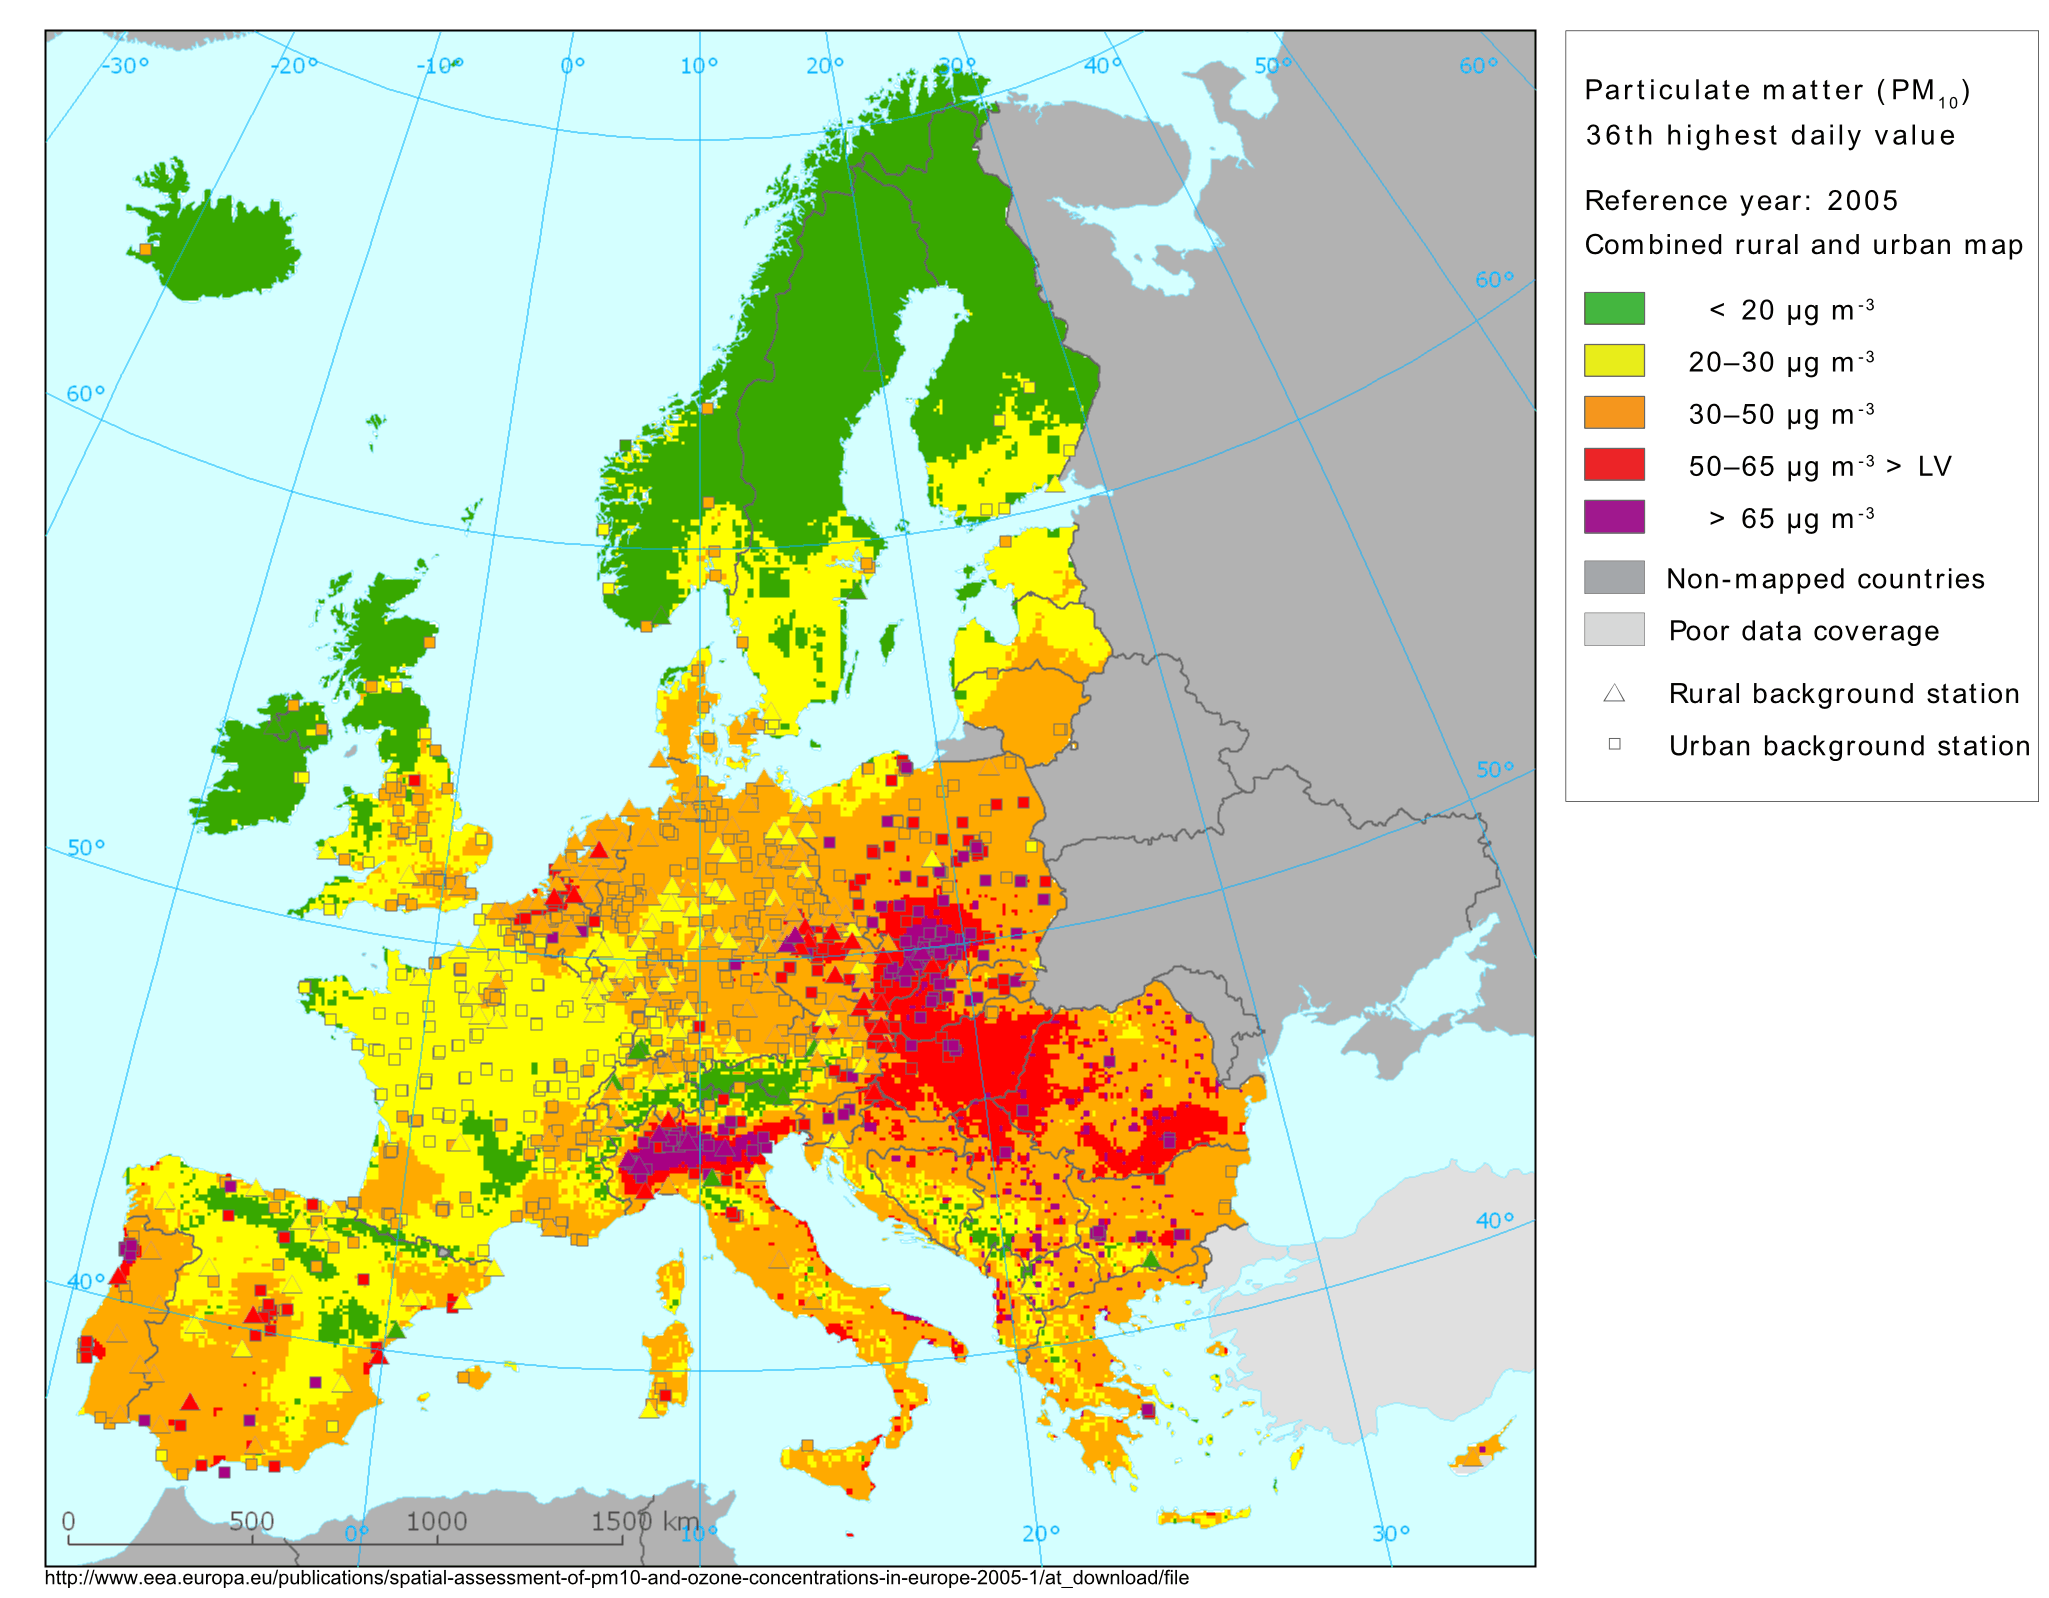 -30°
-20°
-10°
0°
10°
20°
30°
40°
50°
60°
60°
60°
50°
50°
40°
40°
0
500
1000
1500 km
0°
10°
20°
30°
http://www.eea.europa.eu/publications/spatial-assessment-of-pm10-and-ozone-concentrations-in-europe-2005-1/at_download/file
Particulate matter (PM10)
36th highest daily value
Reference year: 2005
Combined rural and urban map
< 20 µg m-3
20–30 µg m-3
30–50 µg m-3
50–65 µg m-3 > LV
> 65 µg m-3
Non-mapped countries
Poor data coverage
Rural background station
Urban background station